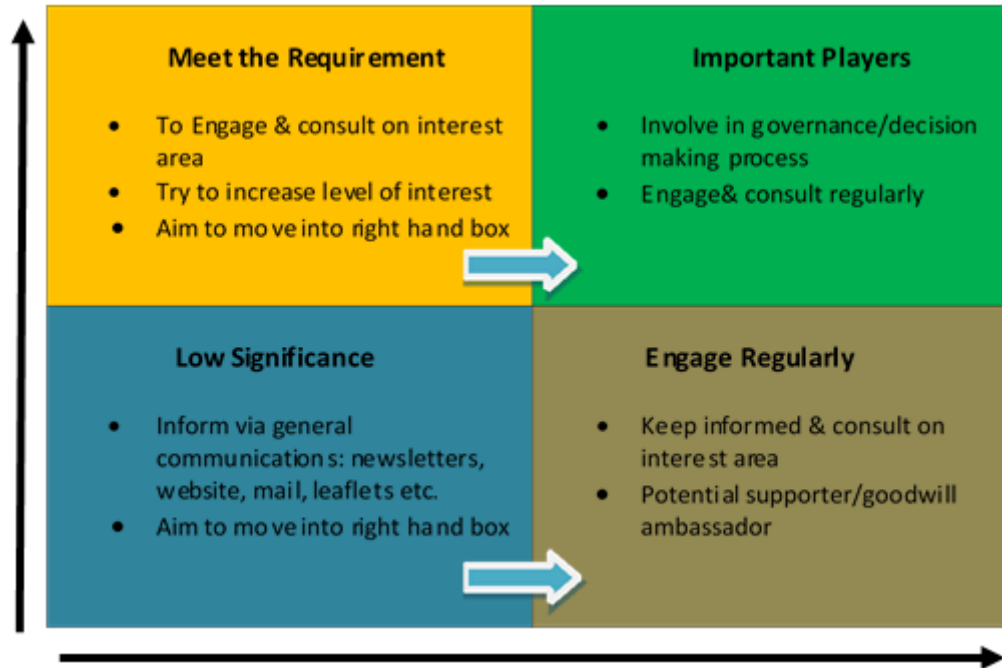 Meet the Requirement
• To Engage & consult on interest
area
• Try to increase level of interest
• Aim to move into right hand box
Important Players
• Involve in governance/decision
making process
• Engage& consult regularly
Low Significance
• Inform via general
communications: newsletters,
website, mail, leaflets etc.
• Aim to move into right hand box
Engage Regularly
• Keep informed & consult on
interest area
• Potential supporter/goodwill
ambassador